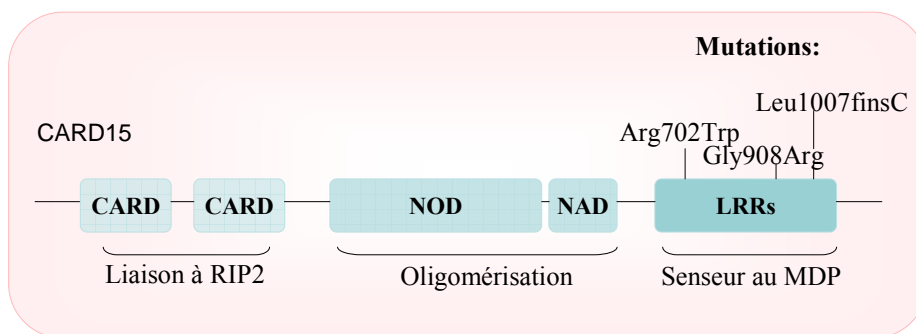 Mutations:
Leu1007finsC
CARD15
Arg702Trp
Gly908Arg
CARD CARD NOD NAD LRRs
Liaison à RIP2 Oligomérisation Senseur au MDP